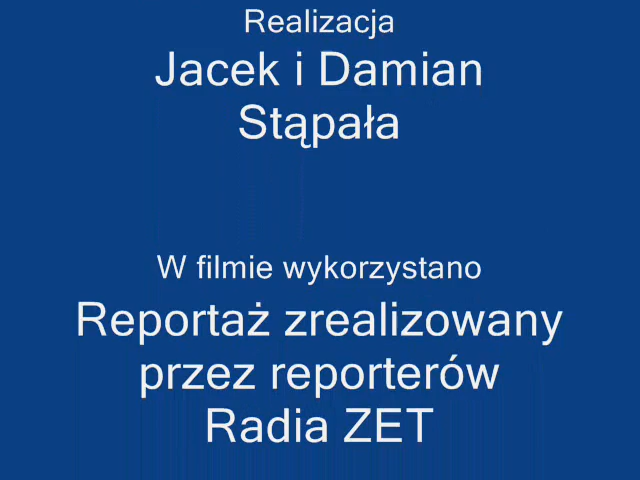 Realizacja
Jacek i Damian
Stąpała
W filmie wykorzystano
Reportaż zrealizowany
przez reporterów
Radia ZET